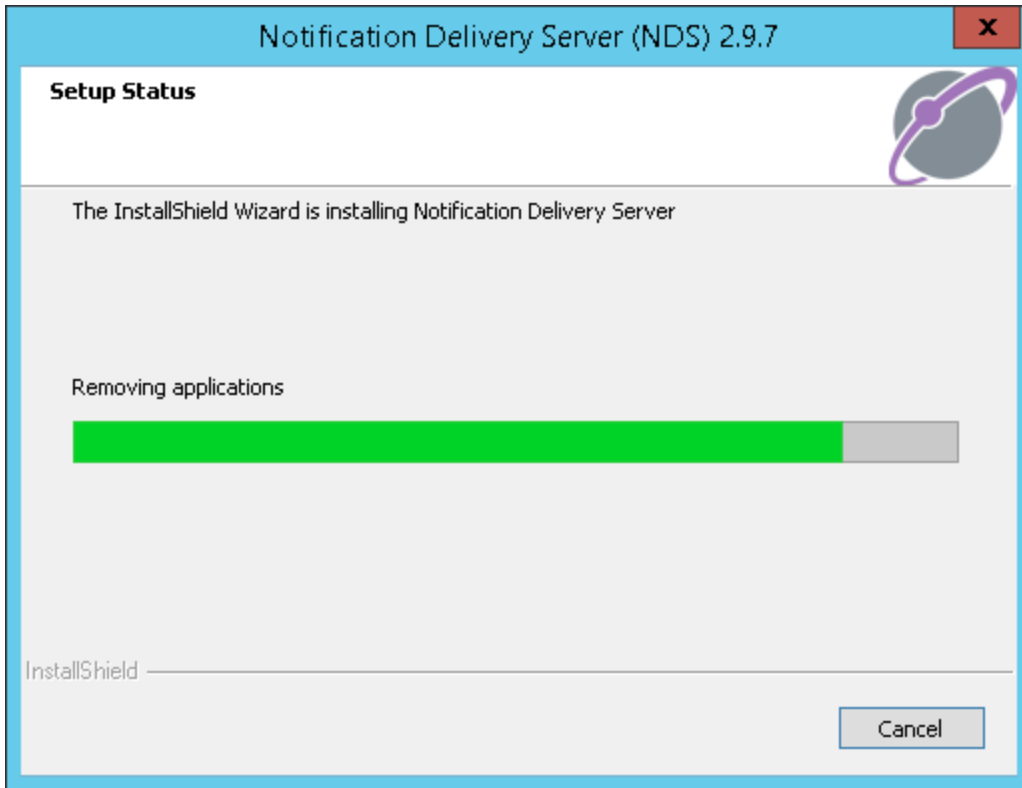 Notification Delivery Server (NDS) 2.9.7
x
Setup Status
The InstallShield Wizard is installing Notification Delivery Server
Removing applications
InstallShield
Cancel